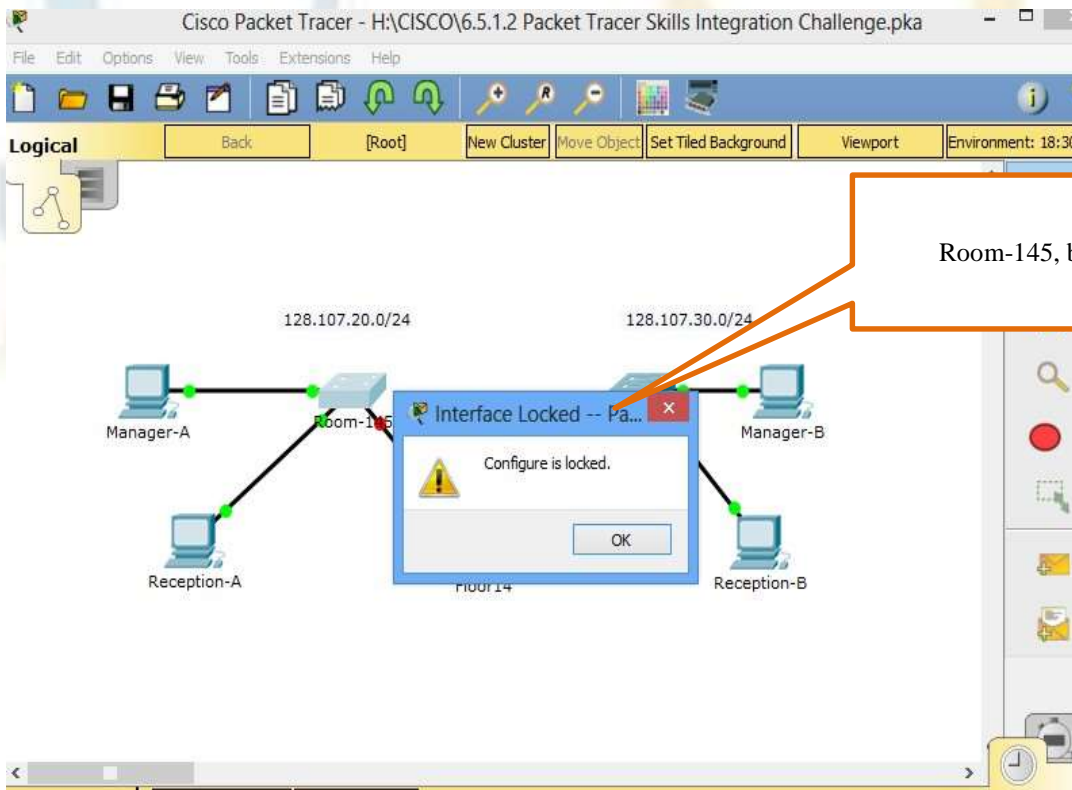 Cisco Packet Tracer - H:\CISCO\6.5.1.2 Packet Tracer Skills Integration Challenge.pka
File Edit Options View Tools Extensions Help
Logical Back [Root] New Cluster Move Object Set Tiled Background Viewport Environment: 18:30
Room-145, b
128.107.20.0/24 128.107.30.0/24
Interface Locked -- Pa...
Manager-A Room-145 Manager-B
Configure is locked.
OK
Reception-A Floor14 Reception-B